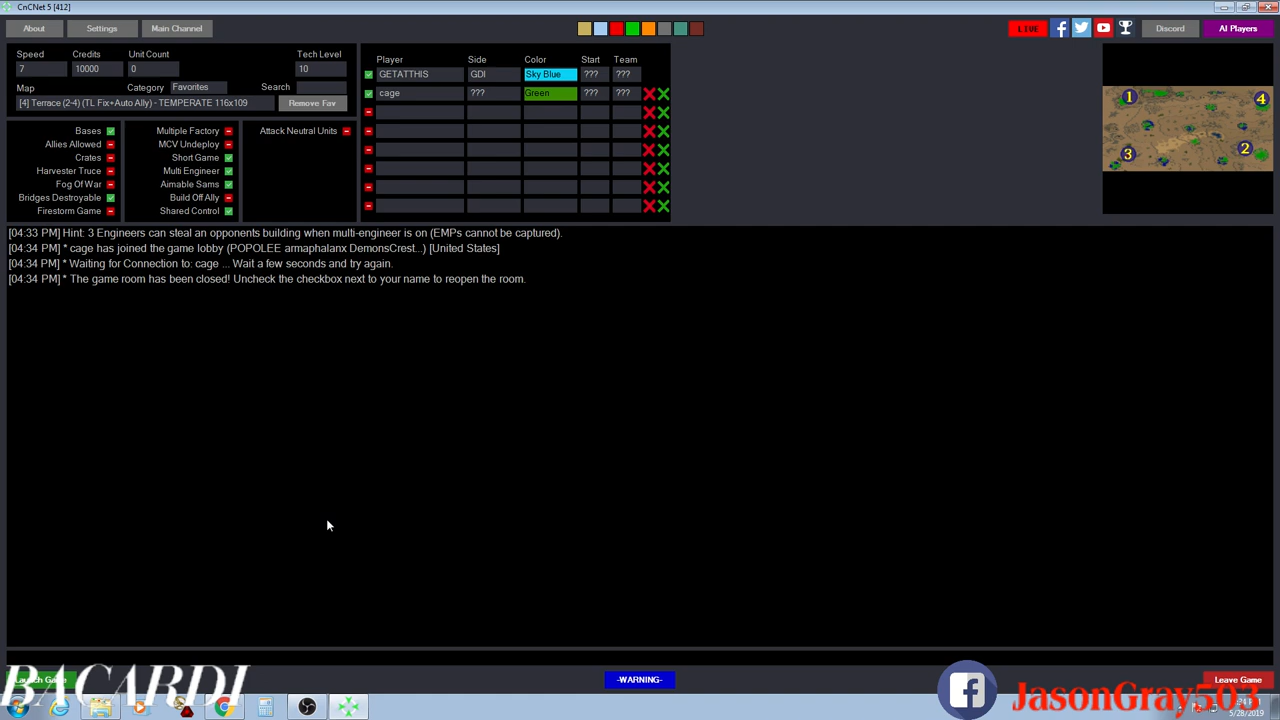 CnCNet 5 [412]
About Settings Main Channel LIVE Discord AI Players
Speed Credits Unit Count Tech Level
7 10000 0 10
Map Category Favorites Search
[4] Terrace (2-4) (TL Fix+Auto Ally) - TEMPERATE 116x109 Remove Fav
Bases Multiple Factory Attack Neutral Units
Allies Allowed MCV Undeploy
Crates Short Game
Harvester Truce Multi Engineer
Fog Of War Aimable Sams
Bridges Destroyable Build Off Ally
Firestorm Game Shared Control
Player Side Color Start Team
GETATTHIS GDI Sky Blue ??? ???
cage ??? Green ??? ???
1 4
3 2
[04:33 PM] Hint: 3 Engineers can steal an opponents building when multi-engineer is on (EMPs cannot be captured).
[04:34 PM] * cage has joined the game lobby (POPOLEE armaphalanx DemonsCrest...) [United States]
[04:34 PM] * Waiting for Connection to: cage ... Wait a few seconds and try again.
[04:34 PM] * The game room has been closed! Uncheck the checkbox next to your name to reopen the room.
Launch Game -WARNING- Leave Game
BACARDI
JasonGray503
5/28/2019